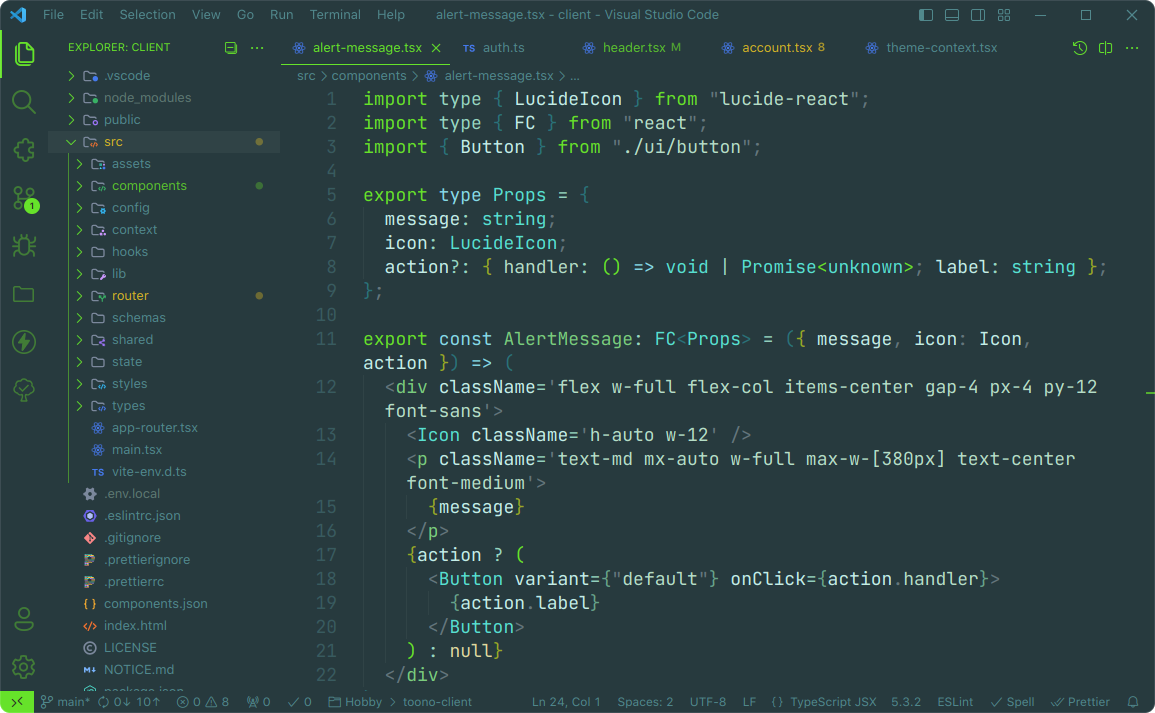 File Edit Selection View Go Run Terminal Help alert-message.tsx - client - Visual Studio Code
EXPLORER: CLIENT
alert-message.tsx
TS auth.ts
header.tsx M
account.tsx 8
theme-context.tsx
.vscode
node_modules
public
src
assets
components
config
context
hooks
lib
router
schemas
shared
state
styles
types
app-router.tsx
main.tsx
TS vite-env.d.ts
.env.local
.eslintrc.json
.gitignore
.prettierignore
.prettierrc
{ } components.json
index.html
LICENSE
M↓ NOTICE.md
package.json
1
src > components > alert-message.tsx > ...
1 import type { LucideIcon } from "lucide-react";
2 import type { FC } from "react";
3 import { Button } from "./ui/button";
4
5 export type Props = {
6 message: string;
7 icon: LucideIcon;
8 action?: { handler: () => void | Promise<unknown>; label: string };
9 };
10
11 export const AlertMessage: FC<Props> = ({ message, icon: Icon,
action }) => (
12 <div className='flex w-full flex-col items-center gap-4 px-4 py-12
font-sans'>
13 <Icon className='h-auto w-12' />
14 <p className='text-md mx-auto w-full max-w-[380px] text-center
font-medium'>
15 {message}
16 </p>
17 {action ? (
18 <Button variant={"default"} onClick={action.handler}>
19 {action.label}
20 </Button>
21 ) : null}
22 </div>
main* 0↓ 10↑ 0 8 0 0 Hobby > toono-client Ln 24, Col 1 Spaces: 2 UTF-8 LF { } TypeScript JSX 5.3.2 ESLint Spell Prettier